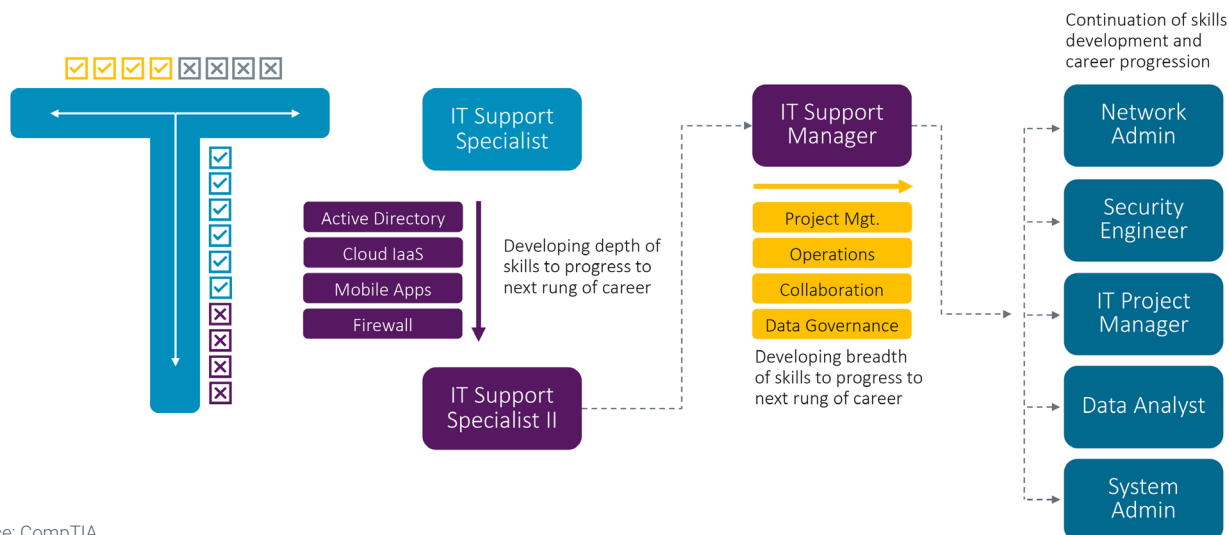 IT Support
Specialist
Active Directory
Cloud IaaS
Mobile Apps
Firewall
Developing depth of
skills to progress to
next rung of career
IT Support
Specialist II
IT Support
Manager
Project Mgt.
Operations
Collaboration
Data Governance
Developing breadth
of skills to progress to
next rung of career
Continuation of skills
development and
career progression
Network
Admin
Security
Engineer
IT Project
Manager
Data Analyst
System
Admin
CompTIA